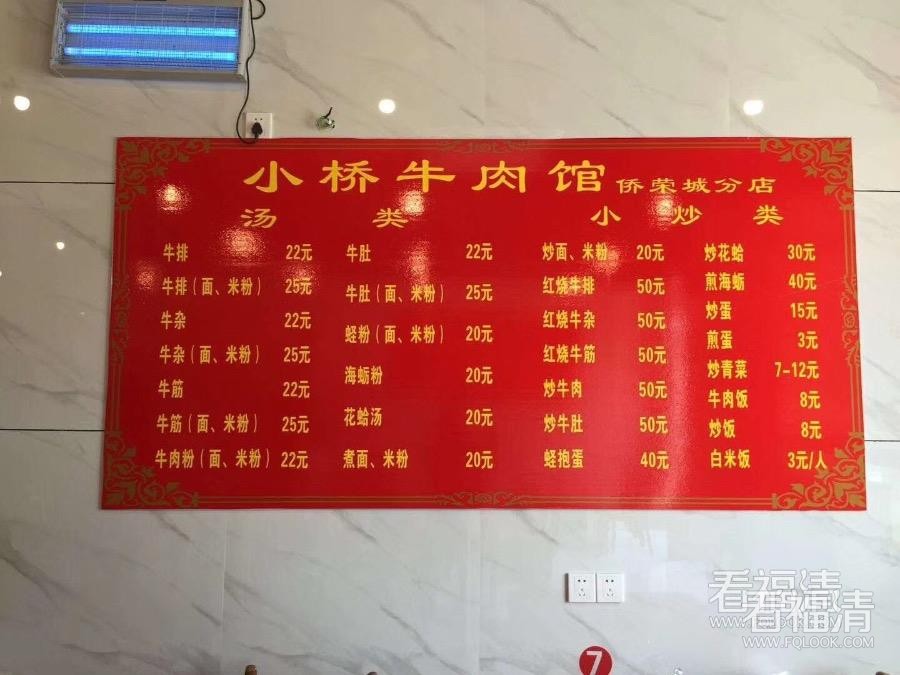 小桥牛肉馆 侨荣城分店
汤类
牛排 22元
牛排（面、米粉） 25元
牛杂 22元
牛杂（面、米粉） 25元
牛筋 22元
牛筋（面、米粉） 25元
牛肉粉（面、米粉） 22元
牛肚 22元
牛肚（面、米粉） 25元
蛏粉（面、米粉） 20元
海蛎粉 20元
花蛤汤 20元
煮面、米粉 20元
小炒类
炒面、米粉 20元
红烧牛排 50元
红烧牛杂 50元
红烧牛筋 50元
炒牛肉 50元
炒牛肚 50元
蛏抱蛋 40元
炒花蛤 30元
煎海蛎 40元
炒蛋 15元
煎蛋 3元
炒青菜 7-12元
牛肉饭 8元
炒饭 8元
白米饭 3元/人
7
看福清
看福清
WWW.FQLOOK.COM